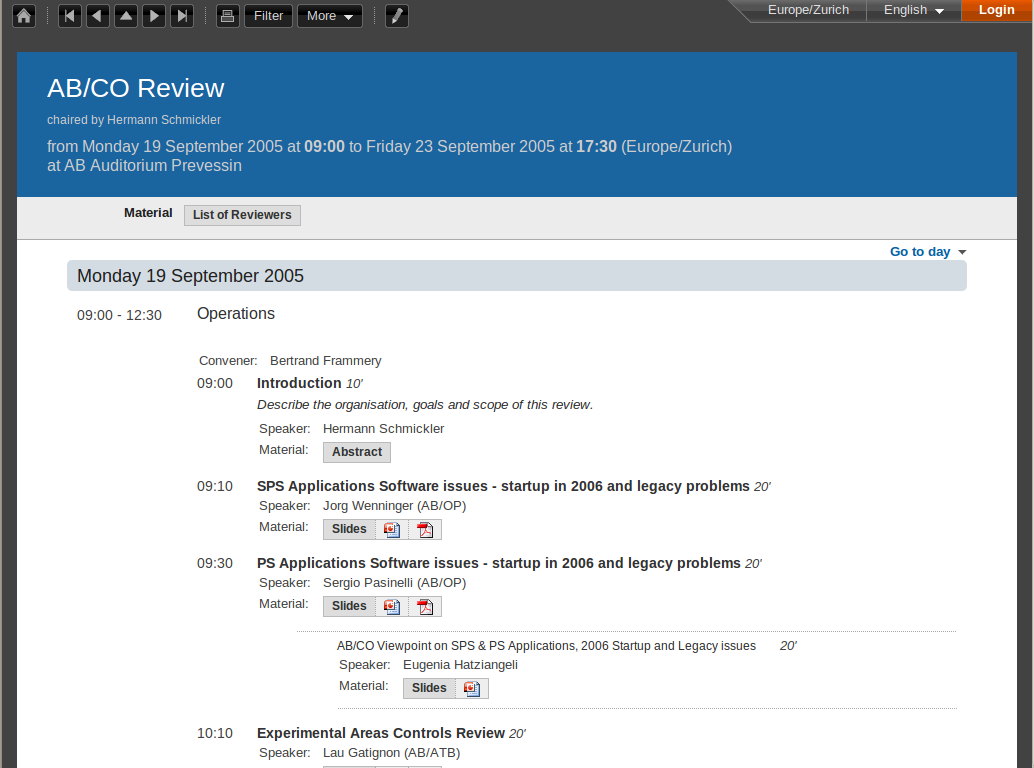 Filter More Europe/Zurich English Login
AB/CO Review
chaired by Hermann Schmickler
from Monday 19 September 2005 at 09:00 to Friday 23 September 2005 at 17:30 (Europe/Zurich)
at AB Auditorium Prevessin
Material List of Reviewers
Go to day
Monday 19 September 2005
09:00 - 12:30 Operations
Convener: Bertrand Frammery
09:00 Introduction 10'
Describe the organisation, goals and scope of this review.
Speaker: Hermann Schmickler
Material: Abstract
09:10 SPS Applications Software issues - startup in 2006 and legacy problems 20'
Speaker: Jorg Wenninger (AB/OP)
Material: Slides
09:30 PS Applications Software issues - startup in 2006 and legacy problems 20'
Speaker: Sergio Pasinelli (AB/OP)
Material: Slides
AB/CO Viewpoint on SPS & PS Applications, 2006 Startup and Legacy issues 20'
Speaker: Eugenia Hatziangeli
Material: Slides
10:10 Experimental Areas Controls Review 20'
Speaker: Lau Gatignon (AB/ATB)